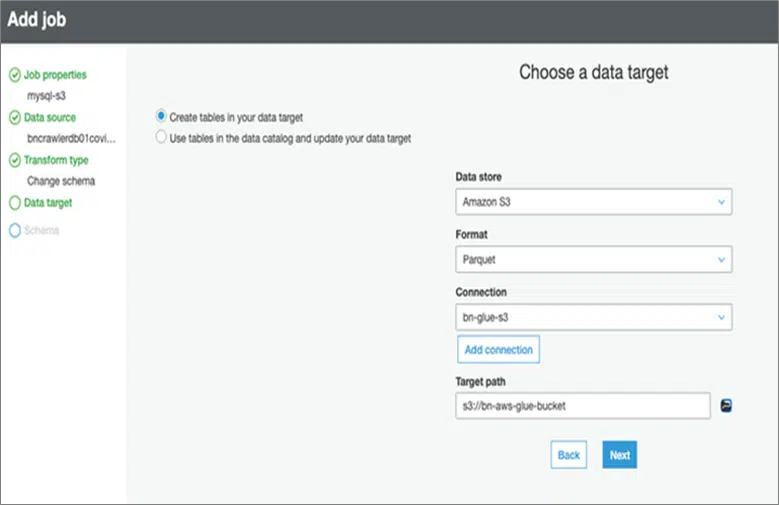 Add job
Job properties
mysql-s3
Data source
bncrawlerdb01covi...
Transform type
Change schema
Data target
Schema
Choose a data target
Create tables in your data target
Use tables in the data catalog and update your data target
Data store
Amazon S3
Format
Parquet
Connection
bn-glue-s3
Add connection
Target path
s3://bn-aws-glue-bucket
Back
Next